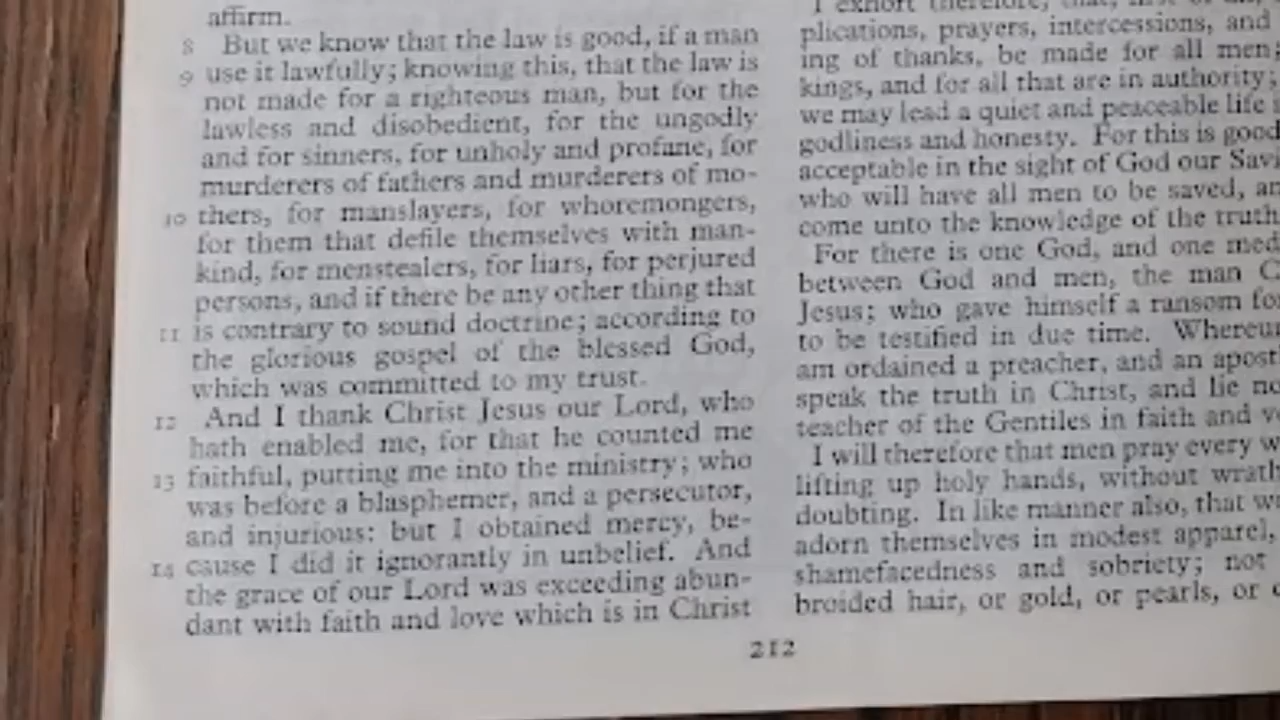 affirm.
8 But we know that the law is good, if a man
9 use it lawfully; knowing this, that the law is
not made for a righteous man, but for the
lawless and disobedient, for the ungodly
and for sinners, for unholy and profane, for
murderers of fathers and murderers of mo-
10 thers, for manslayers, for whoremongers,
for them that defile themselves with man-
kind, for menstealers, for liars, for perjured
persons, and if there be any other thing that
11 is contrary to sound doctrine; according to
the glorious gospel of the blessed God,
which was committed to my trust.
12 And I thank Christ Jesus our Lord, who
hath enabled me, for that he counted me
13 faithful, putting me into the ministry; who
was before a blasphemer, and a persecutor,
and injurious: but I obtained mercy, be-
14 cause I did it ignorantly in unbelief. And
the grace of our Lord was exceeding abun-
dant with faith and love which is in Christ
I exhort therefore, that,
plications, prayers, intercessions, and
ing of thanks, be made for all men;
kings, and for all that are in authority;
we may lead a quiet and peaceable life
godliness and honesty. For this is good
acceptable in the sight of God our Savi
who will have all men to be saved, an
come unto the knowledge of the truth
For there is one God, and one med
between God and men, the man C
Jesus; who gave himself a ransom fo
to be testified in due time. Whereu
am ordained a preacher, and an apost
speak the truth in Christ, and lie no
teacher of the Gentiles in faith and ve
I will therefore that men pray every w
lifting up holy hands, without wrath
doubting. In like manner also, that wo
adorn themselves in modest apparel,
shamefacedness and sobriety; not
broided hair, or gold, or pearls, or c
212